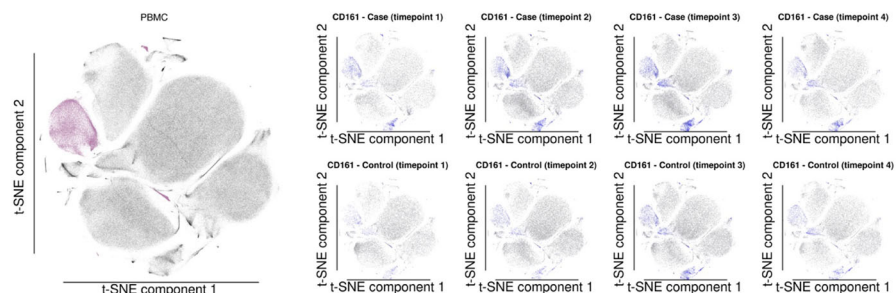 PBMC
t-SNE component 2
t-SNE component 1
CD161 - Case (timepoint 1)
t-SNE component 2
t-SNE component 1
CD161 - Case (timepoint 2)
t-SNE component 2
t-SNE component 1
CD161 - Case (timepoint 3)
t-SNE component 2
t-SNE component 1
CD161 - Case (timepoint 4)
t-SNE component 2
t-SNE component 1
CD161 - Control (timepoint 1)
t-SNE component 2
t-SNE component 1
CD161 - Control (timepoint 2)
t-SNE component 2
t-SNE component 1
CD161 - Control (timepoint 3)
t-SNE component 2
t-SNE component 1
CD161 - Control (timepoint 4)
t-SNE component 2
t-SNE component 1